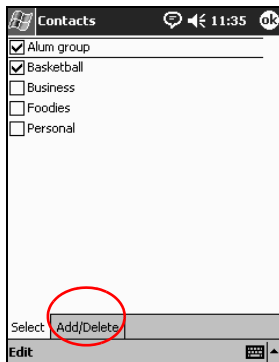 Contacts 11:35 ok
Alum group
Basketball
Business
Foodies
Personal
Select Add/Delete
Edit